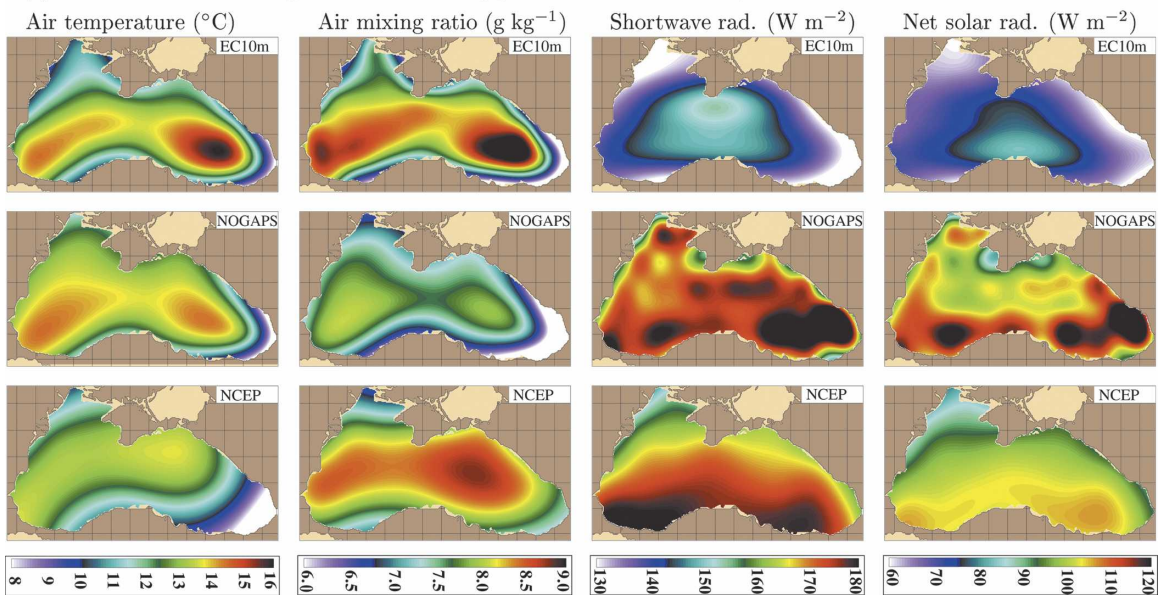 Air temperature (°C) Air mixing ratio (g kg⁻¹) Shortwave rad. (W m⁻²) Net solar rad. (W m⁻²)
EC10m EC10m EC10m EC10m
NOGAPS NOGAPS NOGAPS NOGAPS
NCEP NCEP NCEP NCEP
8 9 10 11 12 13 14 15 16 6.0 6.5 7.0 7.5 8.0 8.5 9.0 130 140 150 160 170 180 60 70 80 90 100 110 120